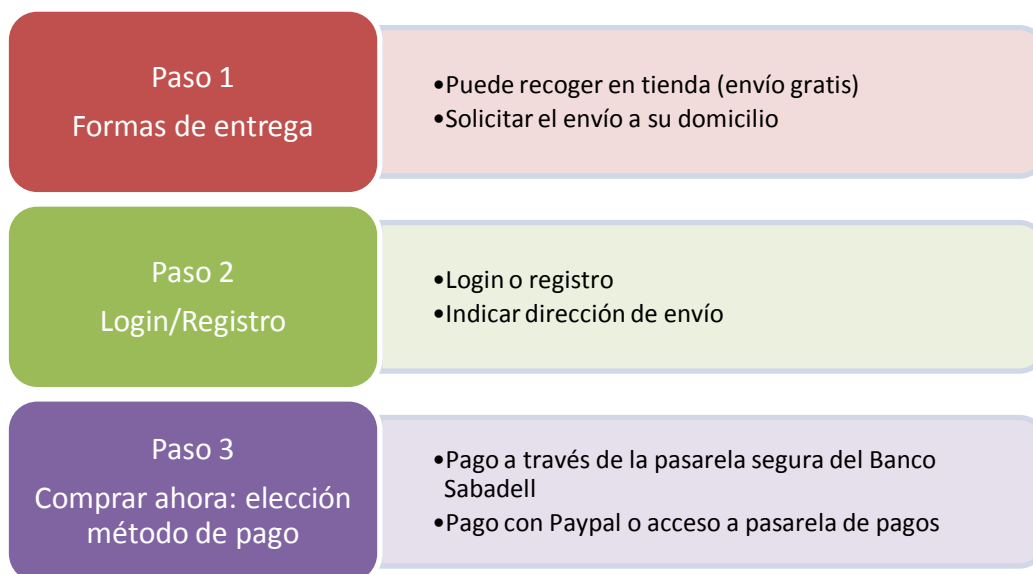 Paso 1
Formas de entrega
•Puede recoger en tienda (envío gratis)
•Solicitar el envío a su domicilio
Paso 2
Login/Registro
•Login o registro
•Indicar dirección de envío
Paso 3
Comprar ahora: elección
método de pago
•Pago a través de la pasarela segura del Banco
Sabadell
•Pago con Paypal o acceso a pasarela de pagos